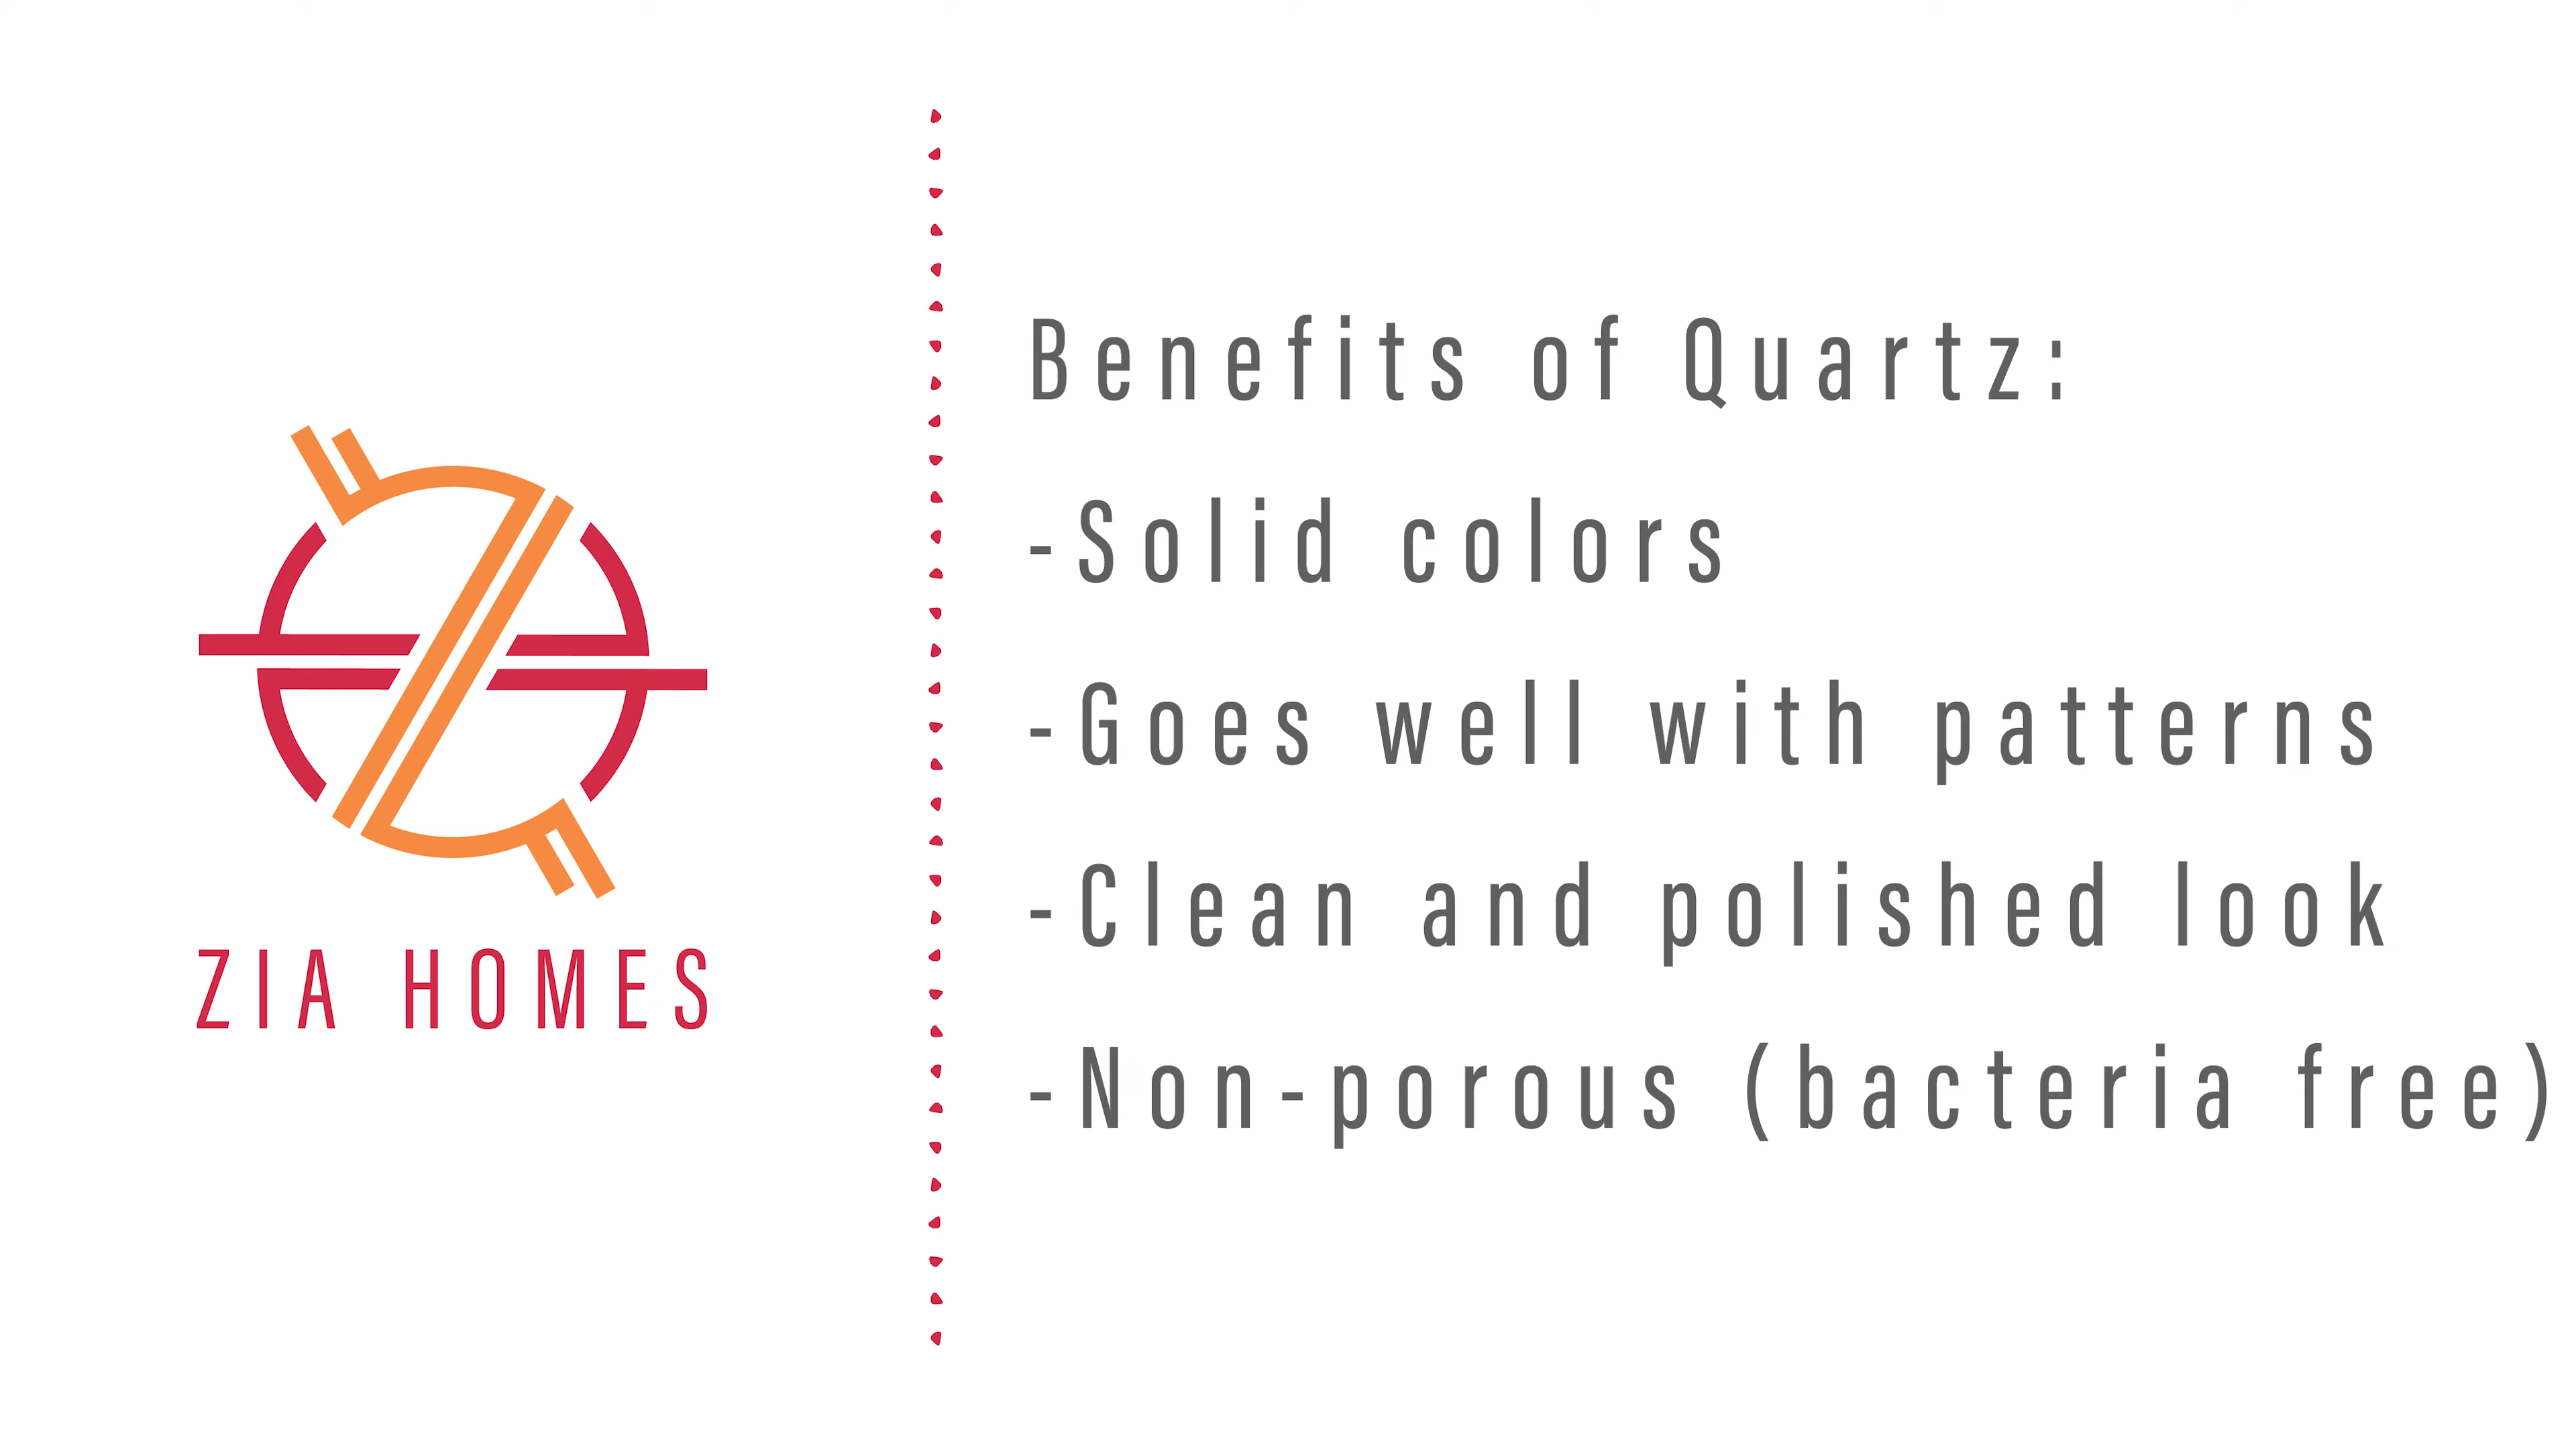 ZIA HOMES
Benefits of Quartz:
-Solid colors
-Goes well with patterns
-Clean and polished look
-Non-porous (bacteria free)